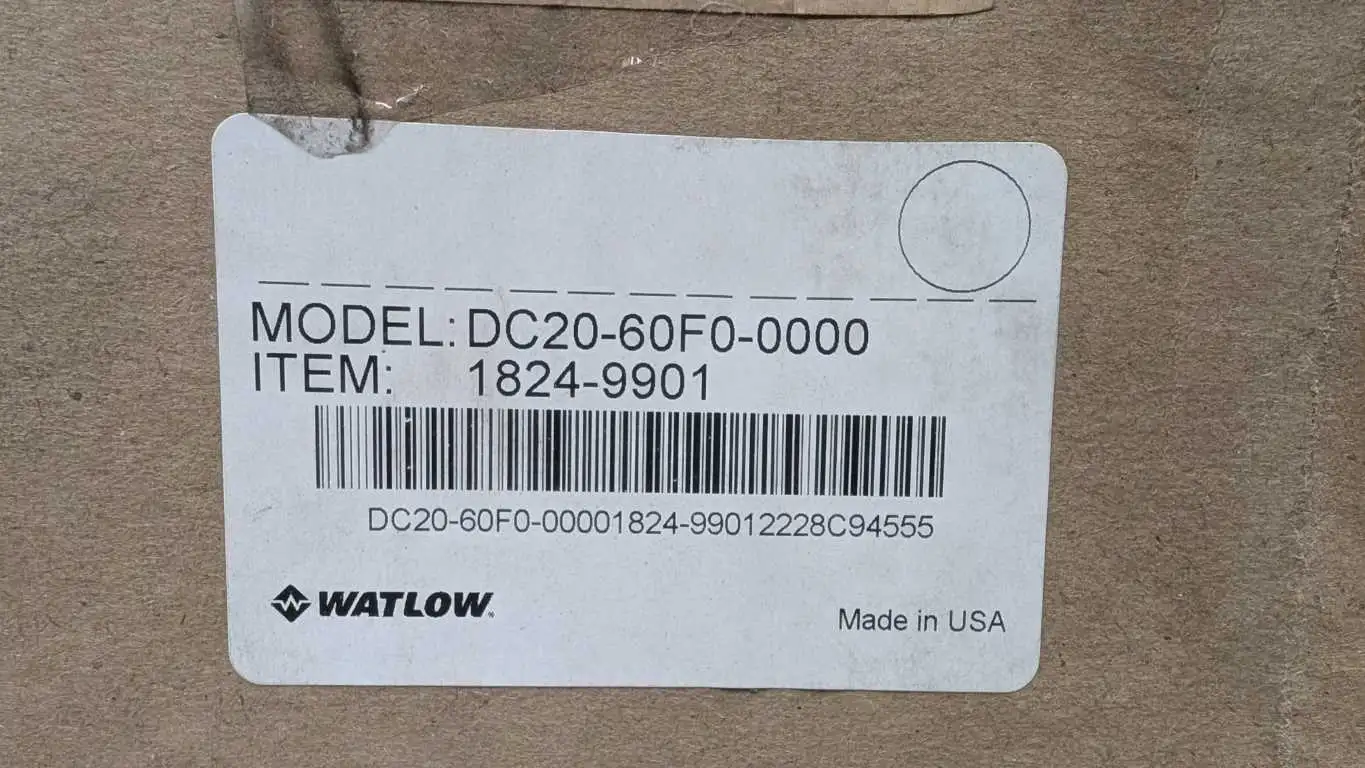 MODEL: DC20-60F0-0000
ITEM: 1824-9901
DC20-60F0-00001824-99012228C94555
WATLOW
Made in USA